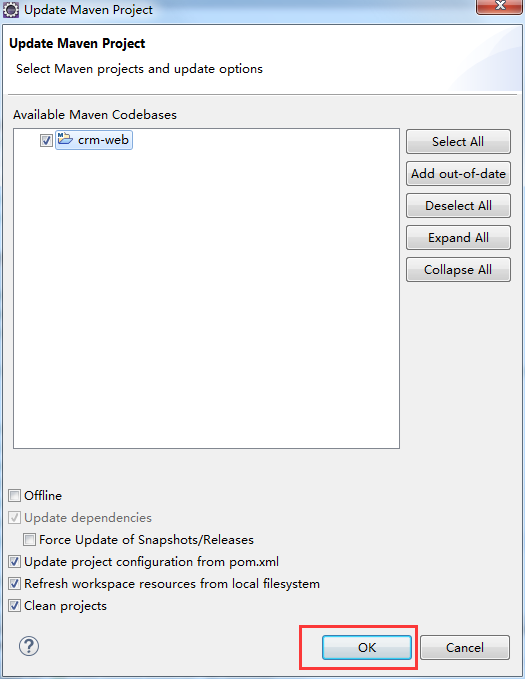 Update Maven Project
Update Maven Project
Select Maven projects and update options
Available Maven Codebases
crm-web
Select All
Add out-of-date
Deselect All
Expand All
Collapse All
Offline
Update dependencies
Force Update of Snapshots/Releases
Update project configuration from pom.xml
Refresh workspace resources from local filesystem
Clean projects
OK
Cancel